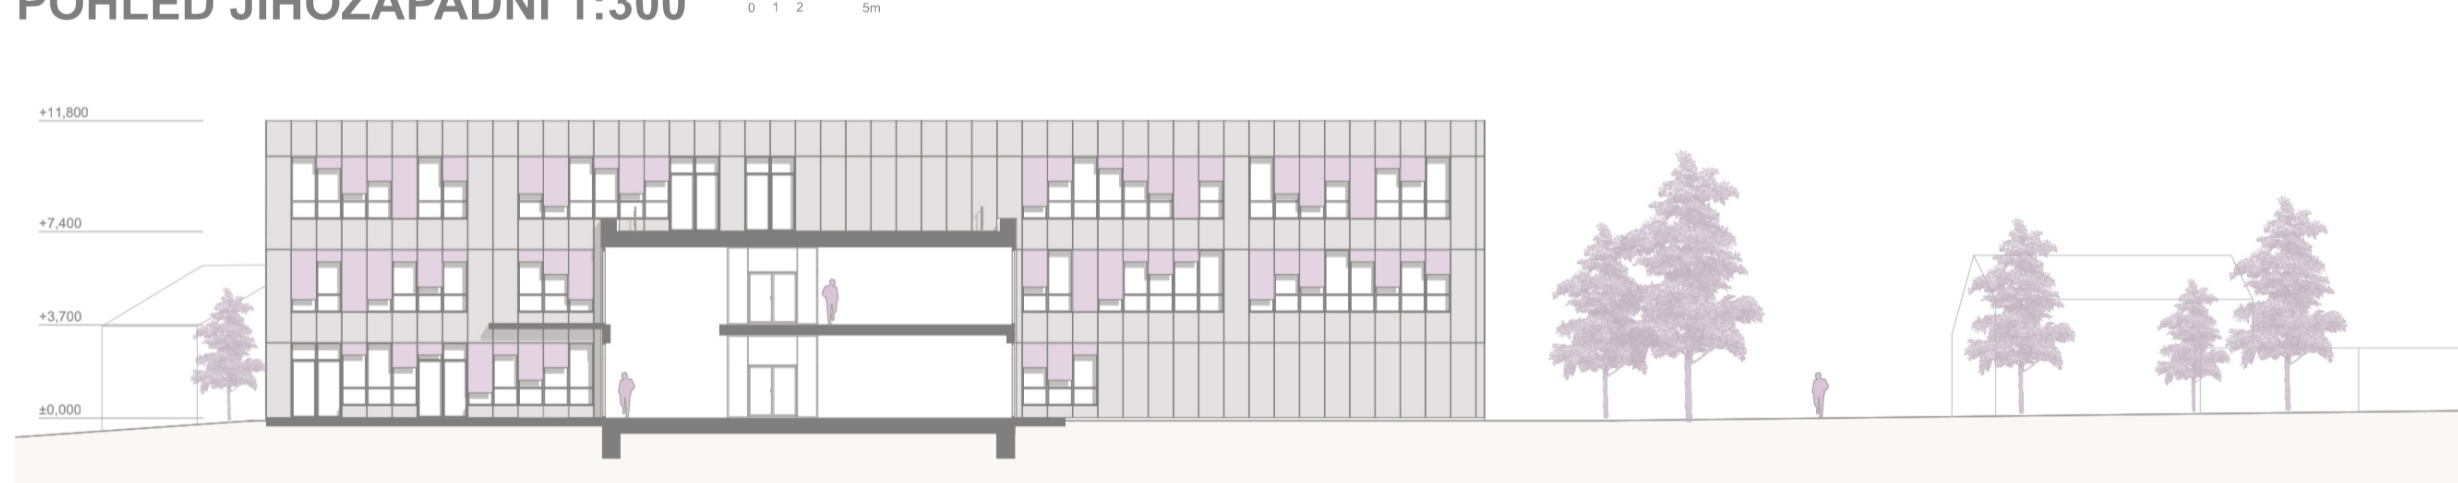 POHLED JIHOZÁPADNÍ 1:300
0 1 2 5m
+11,800
+7,400
+3,700
±0,000